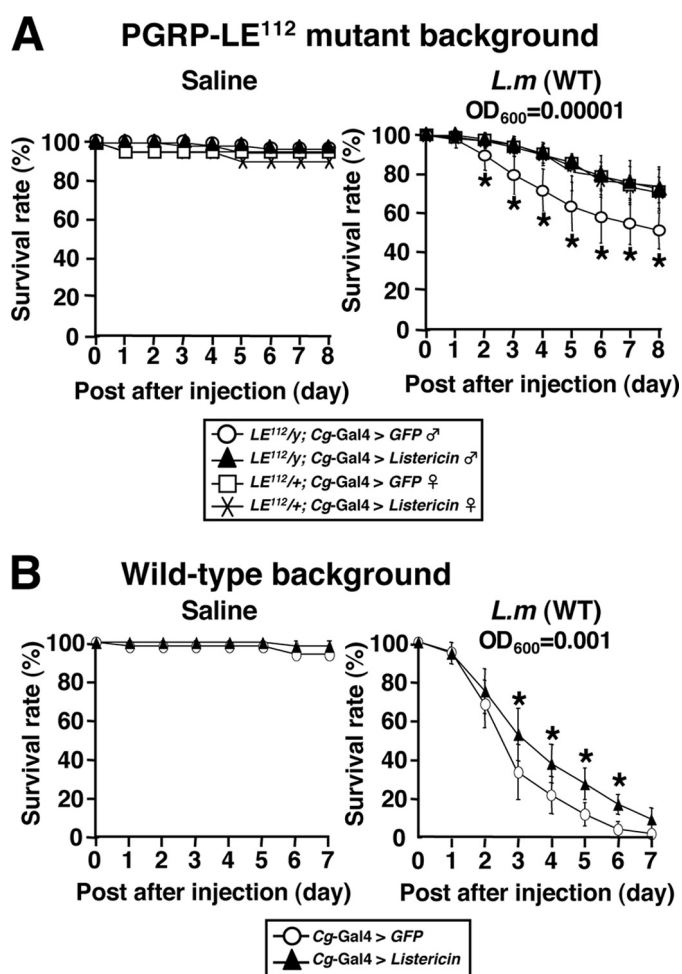 A PGRP-LE¹¹² mutant background
Saline
L.m (WT)
OD₆₀₀=0.00001
Survival rate (%)
100
80
60
40
20
0
0 1 2 3 4 5 6 7 8
Post after injection (day)
Survival rate (%)
100
80
60
40
20
0
* * * * * * *
0 1 2 3 4 5 6 7 8
Post after injection (day)
LE¹¹²/y; Cg-Gal4 > GFP ♂
LE¹¹²/y; Cg-Gal4 > Listericin ♂
LE¹¹²/+; Cg-Gal4 > GFP ♀
LE¹¹²/+; Cg-Gal4 > Listericin ♀
B Wild-type background
Saline
L.m (WT)
OD₆₀₀=0.001
Survival rate (%)
100
80
60
40
20
0
0 1 2 3 4 5 6 7
Post after injection (day)
Survival rate (%)
100
80
60
40
20
0
* * * *
0 1 2 3 4 5 6 7
Post after injection (day)
Cg-Gal4 > GFP
Cg-Gal4 > Listericin